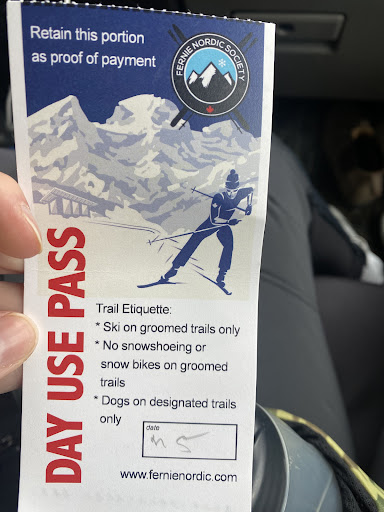 Retain this portion
as proof of payment
FERNIE NORDIC SOCIETY
DAY USE PASS
Trail Etiquette:
* Ski on groomed trails only
* No snowshoeing or
snow bikes on groomed
trails
* Dogs on designated trails
only
date
www.fernienordic.com